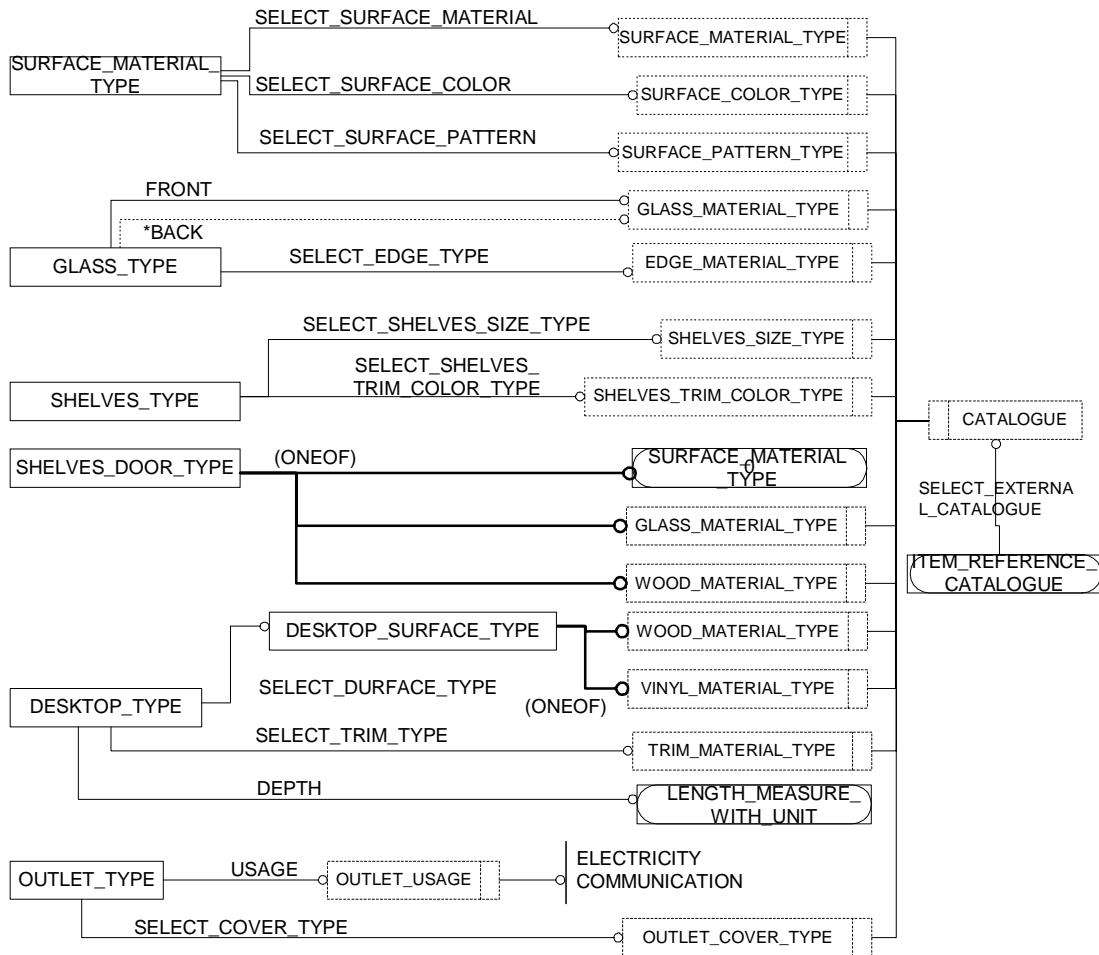 SELECT_SURFACE_MATERIAL
SURFACE_MATERIAL_TYPE
SURFACE_MATERIAL_
TYPE
SELECT_SURFACE_COLOR
SURFACE_COLOR_TYPE
SELECT_SURFACE_PATTERN
SURFACE_PATTERN_TYPE
FRONT
GLASS_MATERIAL_TYPE
*BACK
GLASS_TYPE
SELECT_EDGE_TYPE
EDGE_MATERIAL_TYPE
SELECT_SHELVES_SIZE_TYPE
SHELVES_SIZE_TYPE
SELECT_SHELVES_
TRIM_COLOR_TYPE
SHELVES_TYPE
SHELVES_TRIM_COLOR_TYPE
CATALOGUE
SHELVES_DOOR_TYPE
(ONEOF)
SURFACE_MATERIAL
0
_TYPE
SELECT_EXTERNA
L_CATALOGUE
GLASS_MATERIAL_TYPE
ITEM_REFERENCE_
CATALOGUE
WOOD_MATERIAL_TYPE
DESKTOP_SURFACE_TYPE
WOOD_MATERIAL_TYPE
SELECT_DURFACE_TYPE
VINYL_MATERIAL_TYPE
DESKTOP_TYPE
(ONEOF)
SELECT_TRIM_TYPE
TRIM_MATERIAL_TYPE
DEPTH
LENGTH_MEASURE_
WITH_UNIT
OUTLET_TYPE
USAGE
OUTLET_USAGE
ELECTRICITY
COMMUNICATION
SELECT_COVER_TYPE
OUTLET_COVER_TYPE